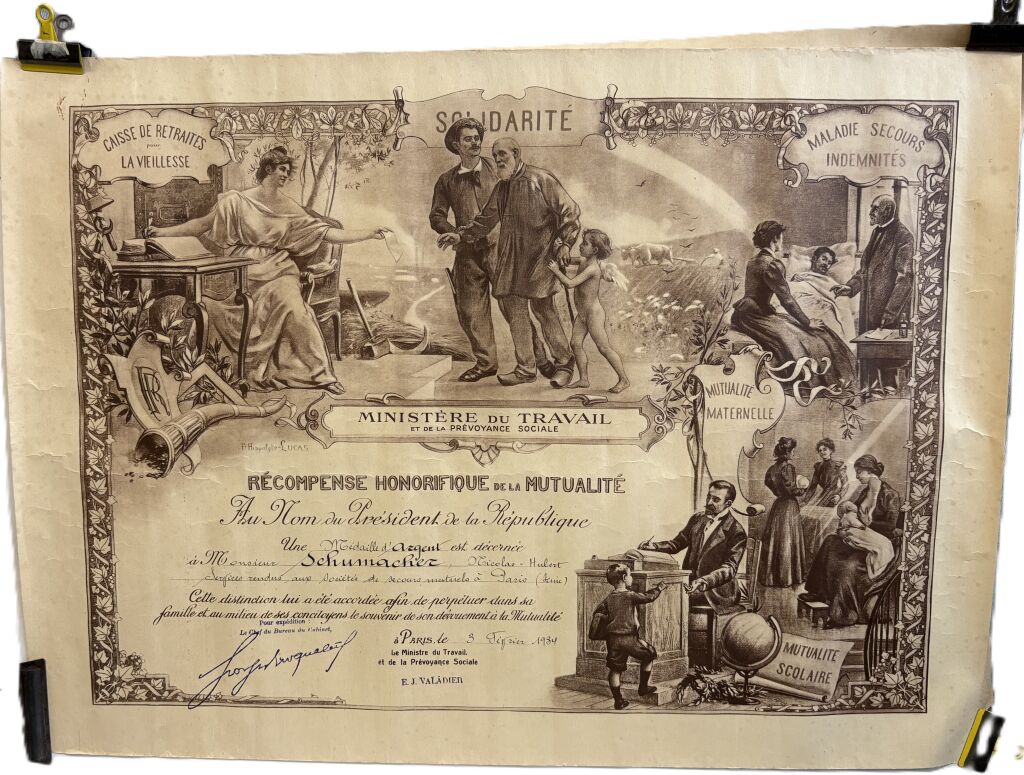 CAISSE DE RETRAITES
pour
LA VIEILLESSE
SOLIDARITÉ
MALADIE SECOURS
INDEMNITÉS
MUTUALITÉ
MATERNELLE
RF
MINISTÈRE DU TRAVAIL
ET DE LA PRÉVOYANCE SOCIALE
P. Hippolyte-LUCAS
RÉCOMPENSE HONORIFIQUE DE LA MUTUALITÉ
Au Nom du Président de la République
Une Médaille d'Argent est décernée
à Monsieur Schumacher, Nicolas-Hubert
Services rendus aux Sociétés de secours mutuels à Paris (Seine)
Cette distinction lui a été accordée afin de perpétuer dans sa
famille et au milieu de ses concitoyens le souvenir de son dévouement à la Mutualité
Pour expédition :
Le Chef du Bureau du Cabinet,
à PARIS, le 3 Février 1934
Le Ministre du Travail
et de la Prévoyance Sociale
E. J. VALADIER
MUTUALITÉ
SCOLAIRE